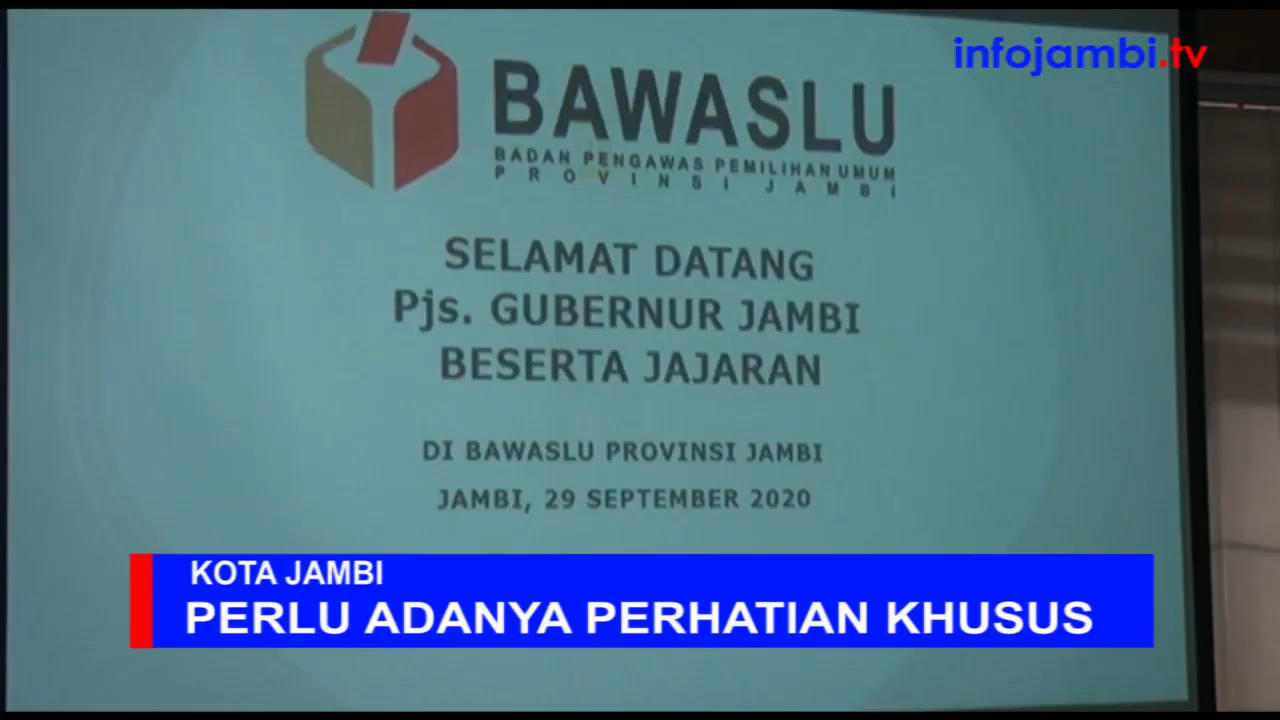 infojambi.tv
BAWASLU
BADAN PENGAWAS PEMILIHAN UMUM
PROVINSI JAMBI
SELAMAT DATANG
Pjs. GUBERNUR JAMBI
BESERTA JAJARAN
DI BAWASLU PROVINSI JAMBI
JAMBI, 29 SEPTEMBER 2020
KOTA JAMBI
PERLU ADANYA PERHATIAN KHUSUS